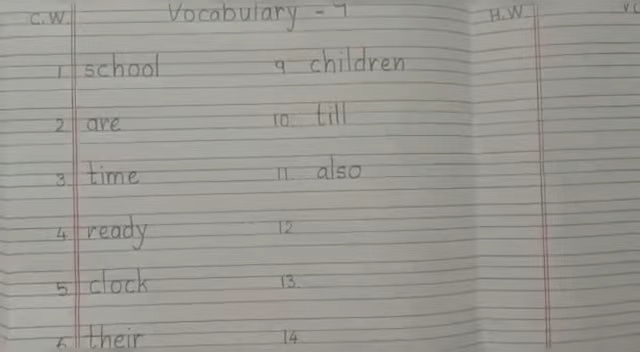 C.W Vocabulary - 7 H.W
1 school 9 children
2 are 10 till
3 time 11 also
4 ready 12
5 clock 13
6 their 14